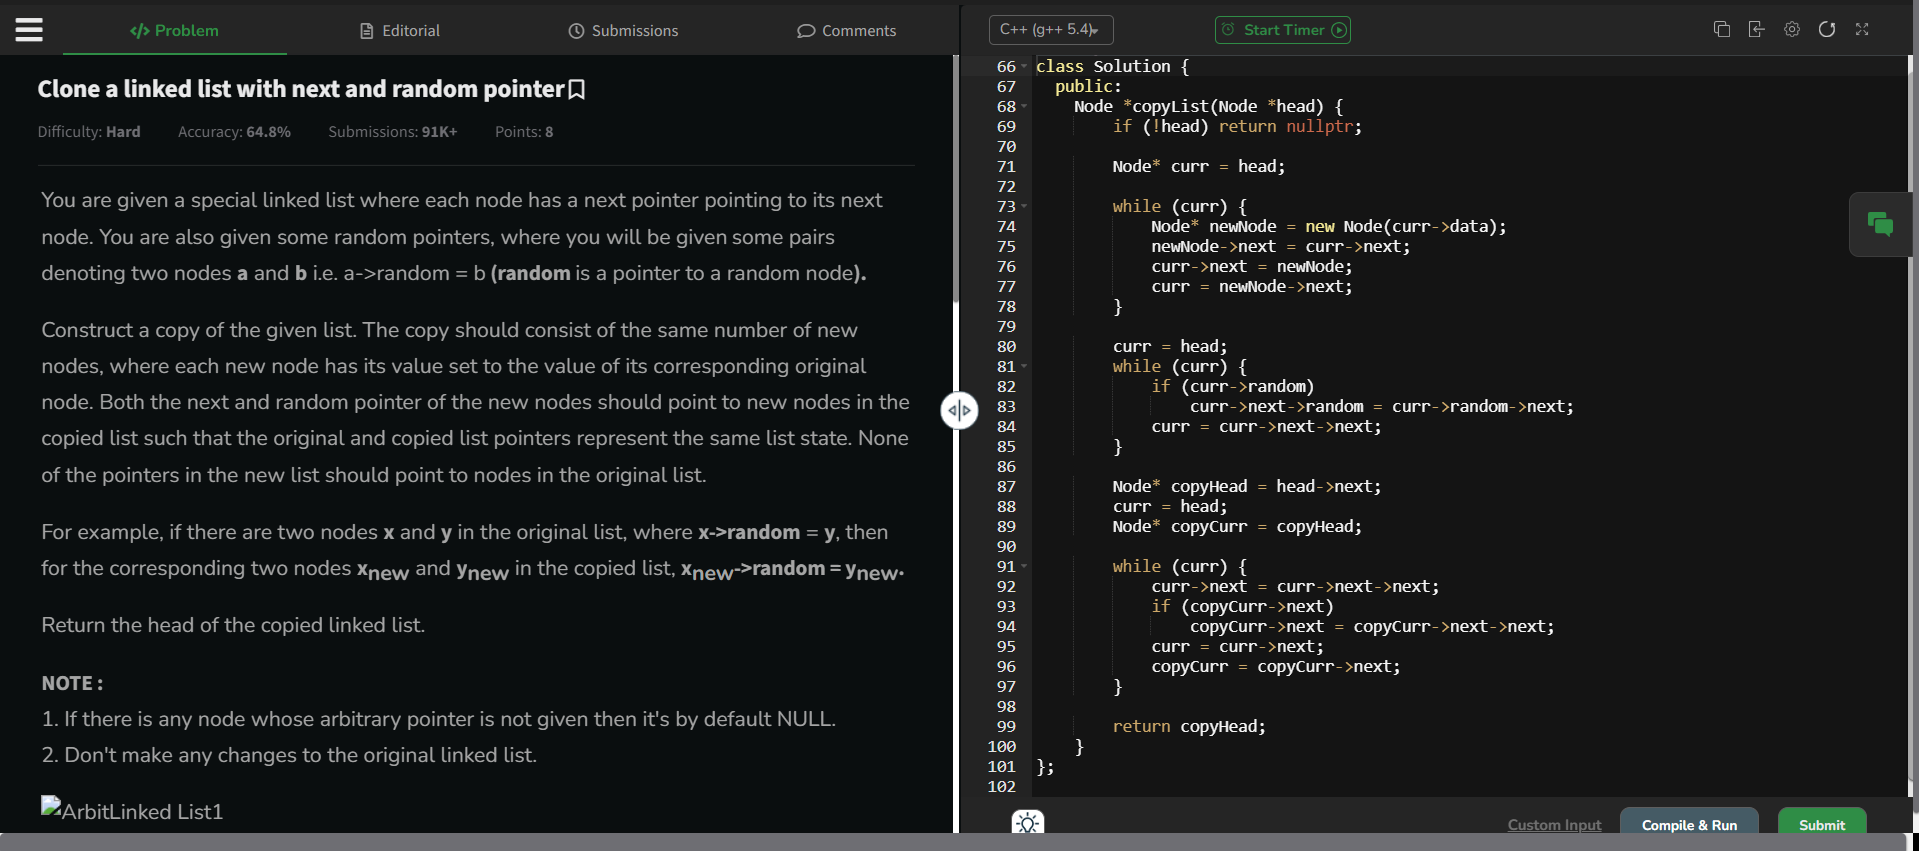 </> Problem
Editorial
Submissions
Comments
Clone a linked list with next and random pointer
Difficulty: Hard Accuracy: 64.8% Submissions: 91K+ Points: 8
You are given a special linked list where each node has a next pointer pointing to its next
node. You are also given some random pointers, where you will be given some pairs
denoting two nodes a and b i.e. a->random = b (random is a pointer to a random node).
Construct a copy of the given list. The copy should consist of the same number of new
nodes, where each new node has its value set to the value of its corresponding original
node. Both the next and random pointer of the new nodes should point to new nodes in the
copied list such that the original and copied list pointers represent the same list state. None
of the pointers in the new list should point to nodes in the original list.
For example, if there are two nodes x and y in the original list, where x->random = y, then
for the corresponding two nodes xnew and ynew in the copied list, xnew->random = ynew.
Return the head of the copied linked list.
NOTE :
1. If there is any node whose arbitrary pointer is not given then it's by default NULL.
2. Don't make any changes to the original linked list.
ArbitLinked List1
C++ (g++ 5.4)
Start Timer
66 class Solution {
67 public:
68 Node *copyList(Node *head) {
69 if (!head) return nullptr;
70
71 Node* curr = head;
72
73 while (curr) {
74 Node* newNode = new Node(curr->data);
75 newNode->next = curr->next;
76 curr->next = newNode;
77 curr = newNode->next;
78 }
79
80 curr = head;
81 while (curr) {
82 if (curr->random)
83 curr->next->random = curr->random->next;
84 curr = curr->next->next;
85 }
86
87 Node* copyHead = head->next;
88 curr = head;
89 Node* copyCurr = copyHead;
90
91 while (curr) {
92 curr->next = curr->next->next;
93 if (copyCurr->next)
94 copyCurr->next = copyCurr->next->next;
95 curr = curr->next;
96 copyCurr = copyCurr->next;
97 }
98
99 return copyHead;
100 }
101 };
102
Custom Input
Compile & Run
Submit